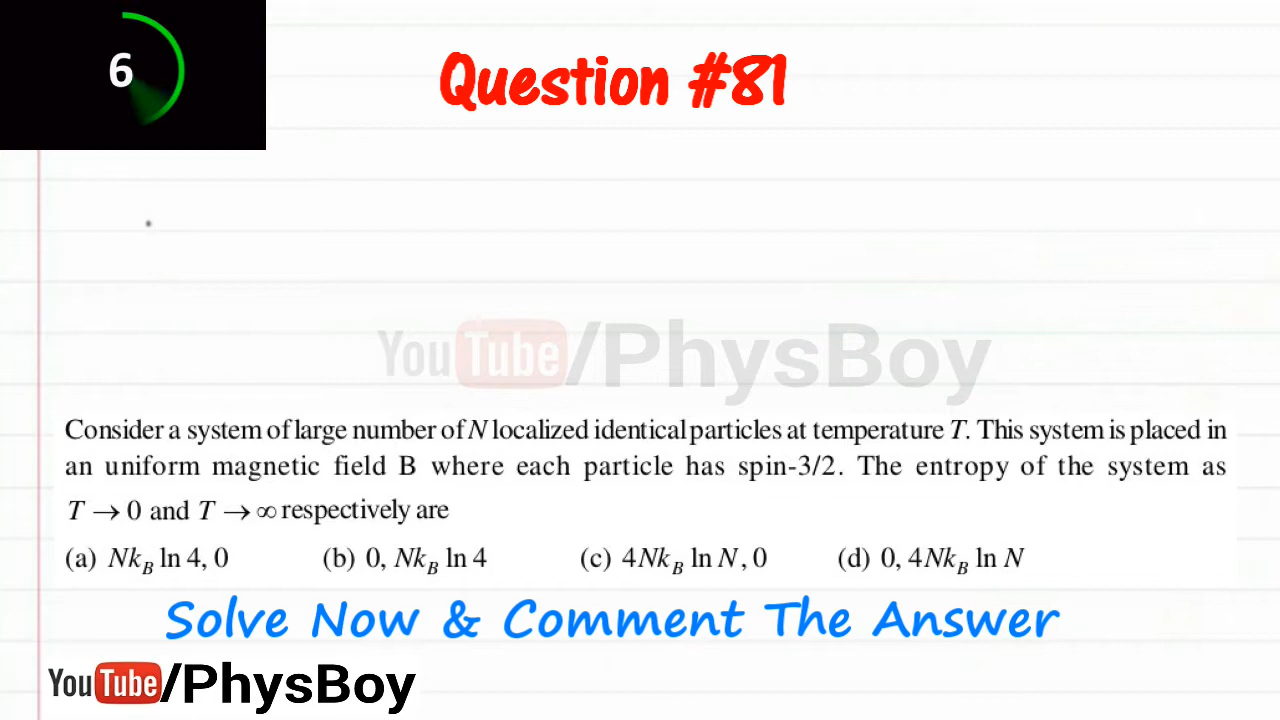 6
Question #81
YouTube/PhysBoy
Consider a system of large number of N localized identical particles at temperature T. This system is placed in
an uniform magnetic field B where each particle has spin-3/2. The entropy of the system as
T → 0 and T → ∞ respectively are
(a) Nk_B ln 4, 0 (b) 0, Nk_B ln 4 (c) 4Nk_B ln N, 0 (d) 0, 4Nk_B ln N
Solve Now & Comment The Answer
YouTube/PhysBoy